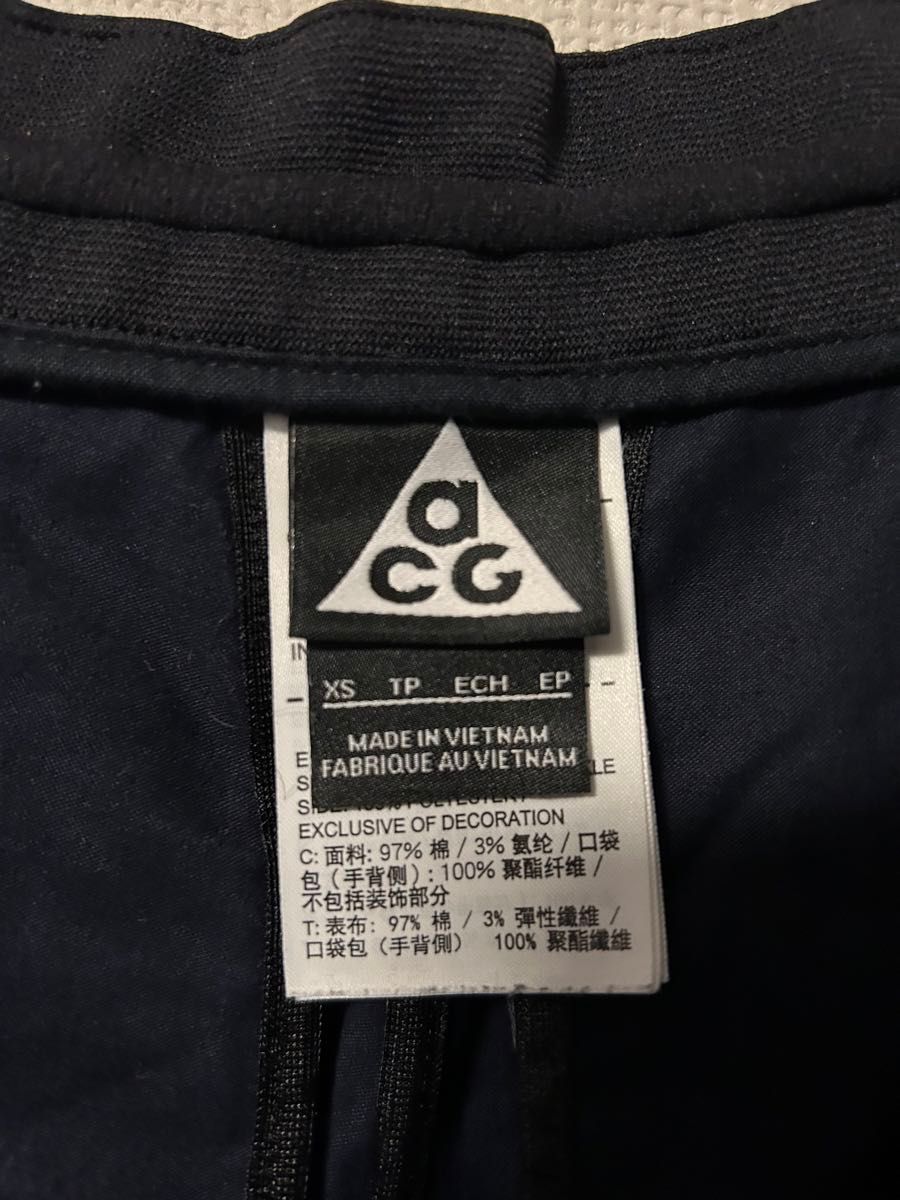 a
CG
IN
XS TP ECH EP
MADE IN VIETNAM
FABRIQUE AU VIETNAM
EXCLUSIVE OF DECORATION
C: 面料: 97% 棉 / 3% 氨纶 / 口袋
包（手背侧）: 100% 聚酯纤维 /
不包括装饰部分
T: 表布: 97% 棉 / 3% 彈性纖維 /
口袋包（手背側） 100% 聚酯纖維